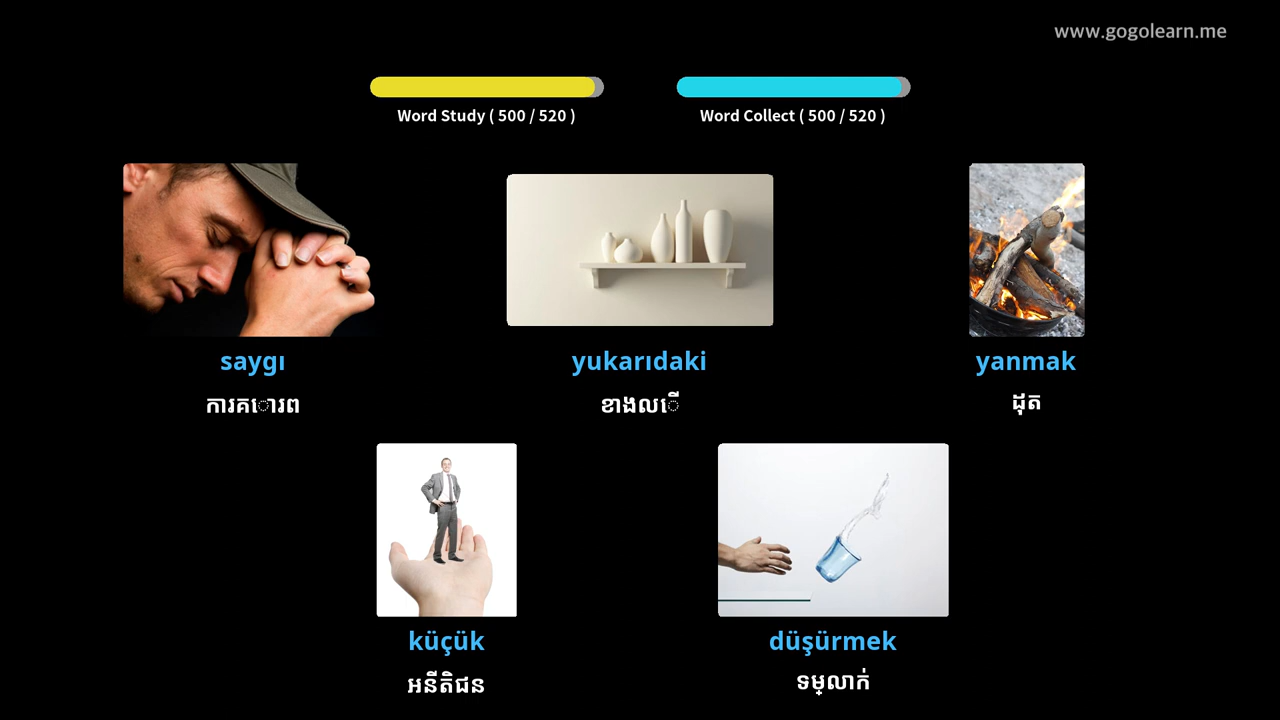 www.gogolearn.me
Word Study ( 500 / 520 )
Word Collect ( 500 / 520 )
saygı
yukarıdaki
yanmak
ការគោរព
ខាងលើ
ដុត
küçük
düşürmek
អនីតិជន
ទម្លាក់